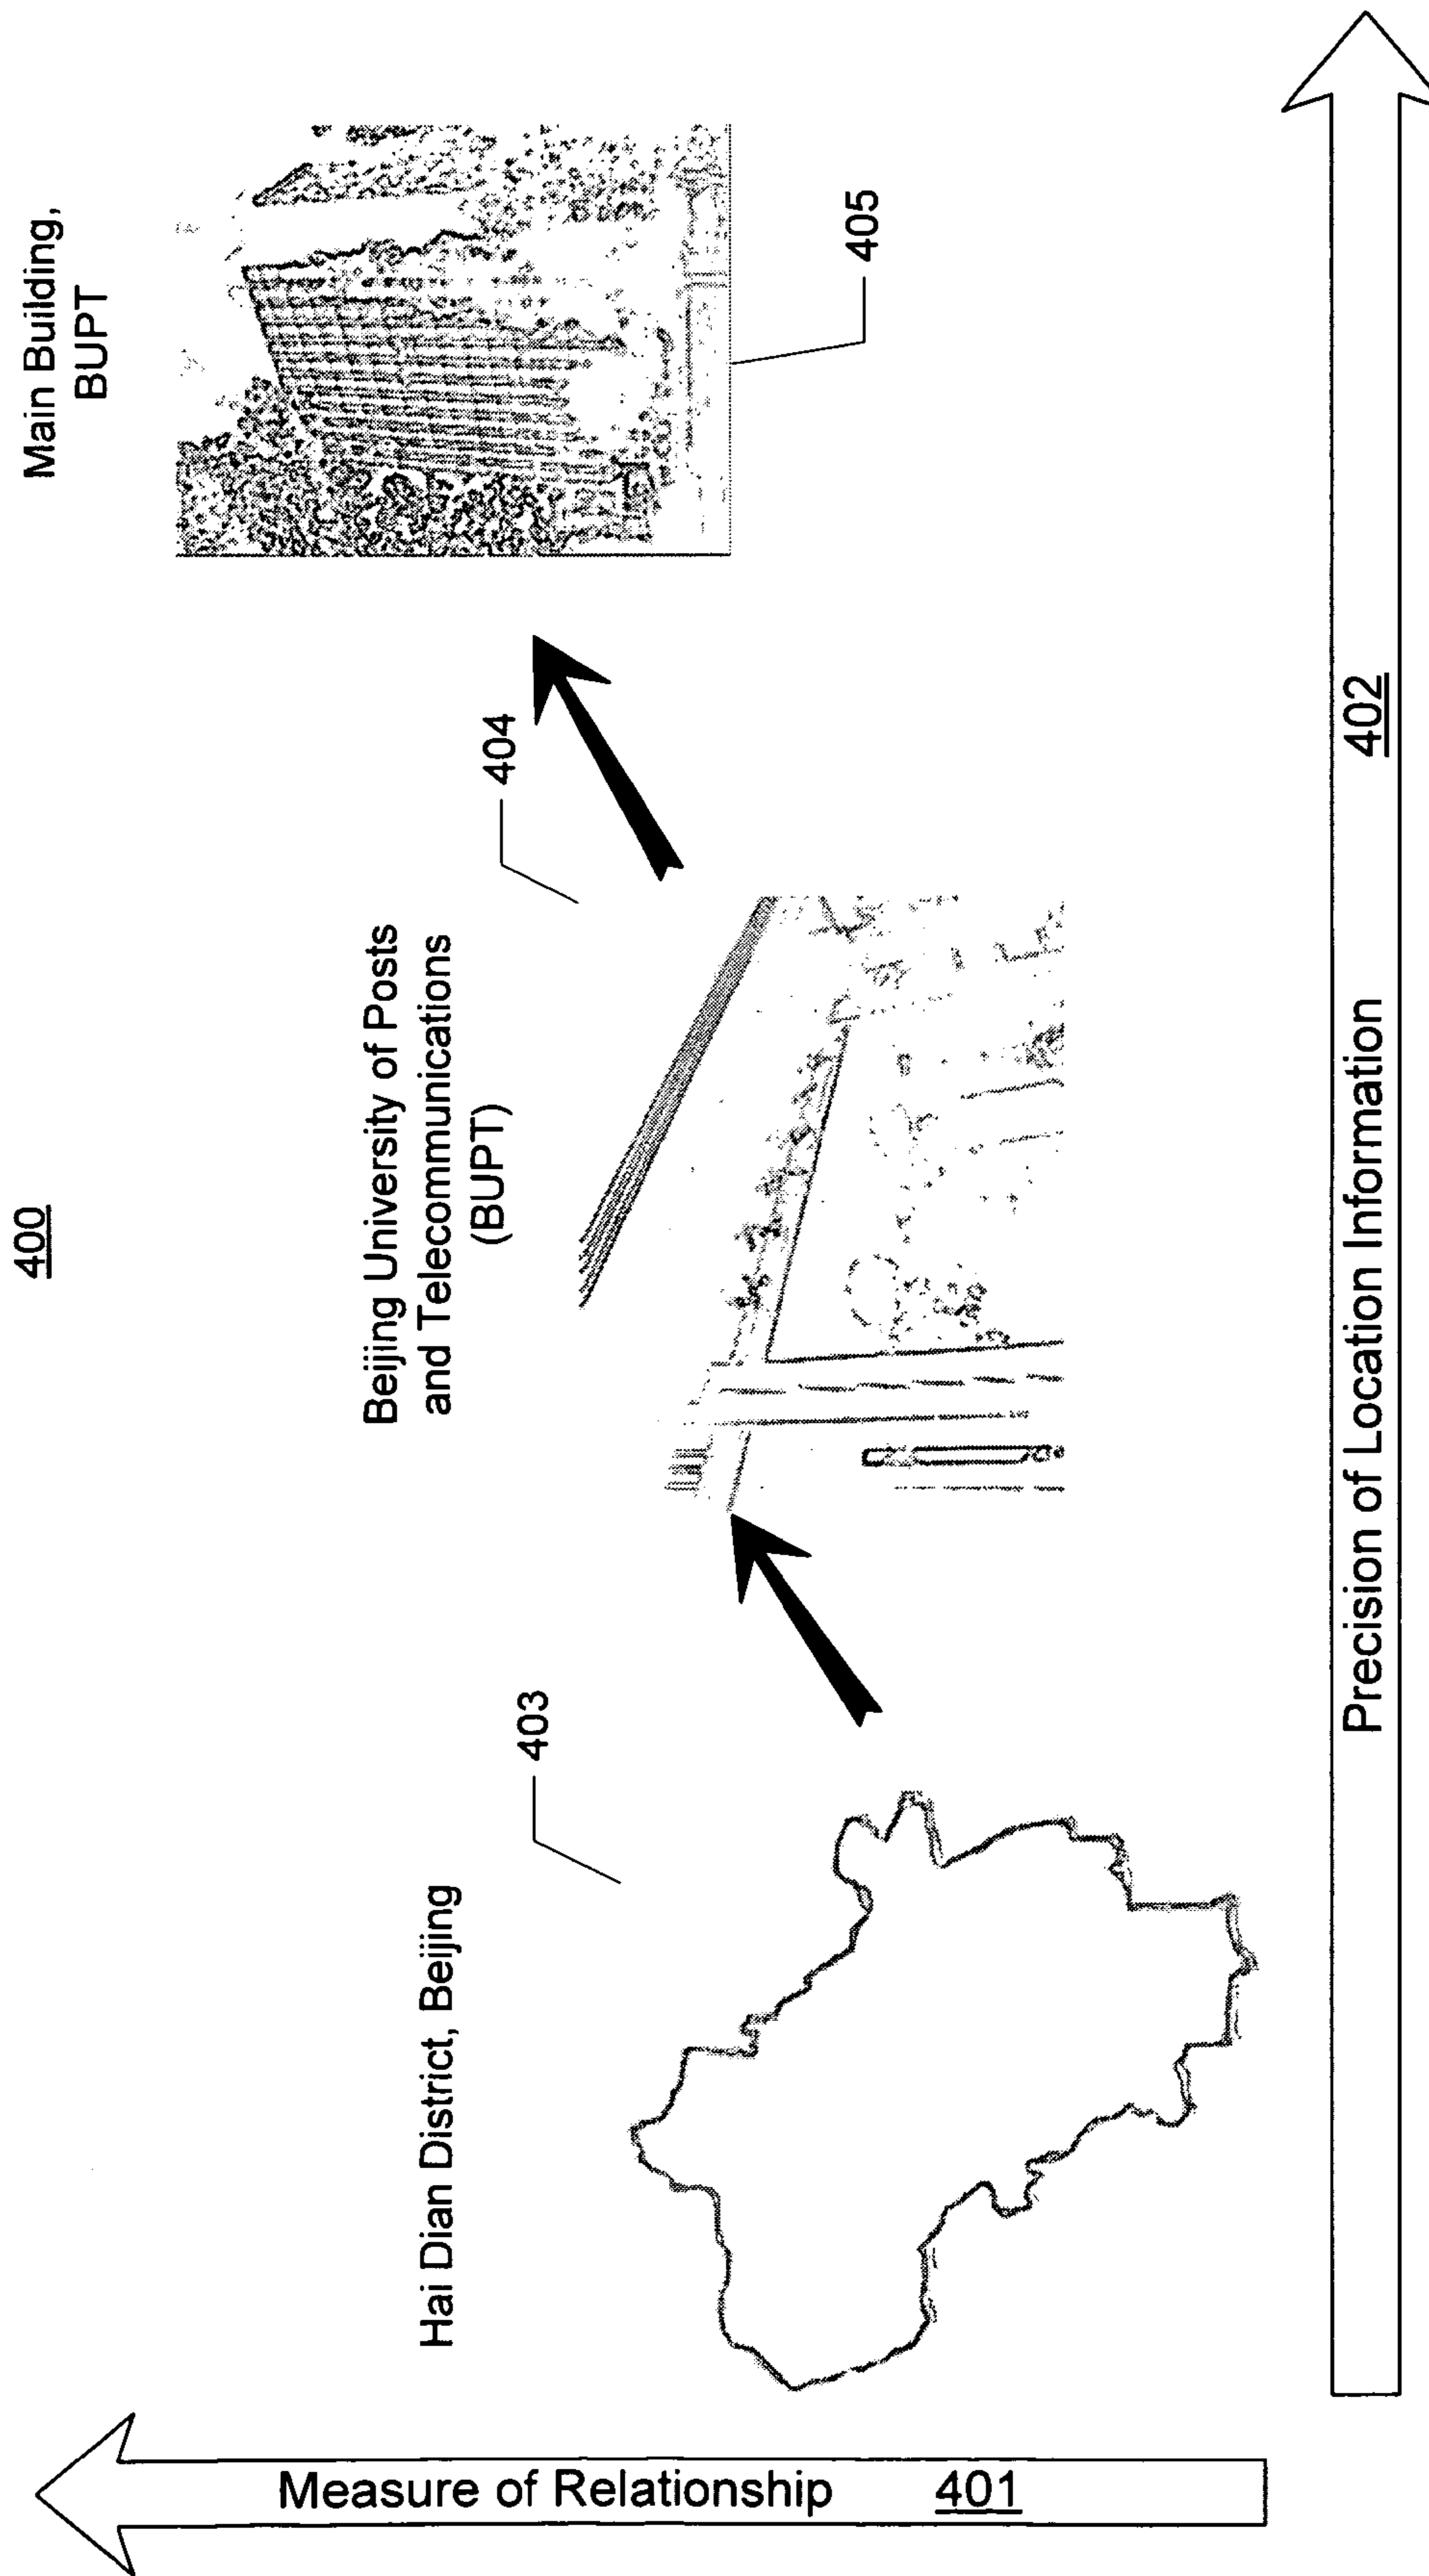 400
Main Building,
BUPT
405
Beijing University of Posts
and Telecommunications
(BUPT)
404
Hai Dian District, Beijing
403
Measure of Relationship 401
Precision of Location Information 402